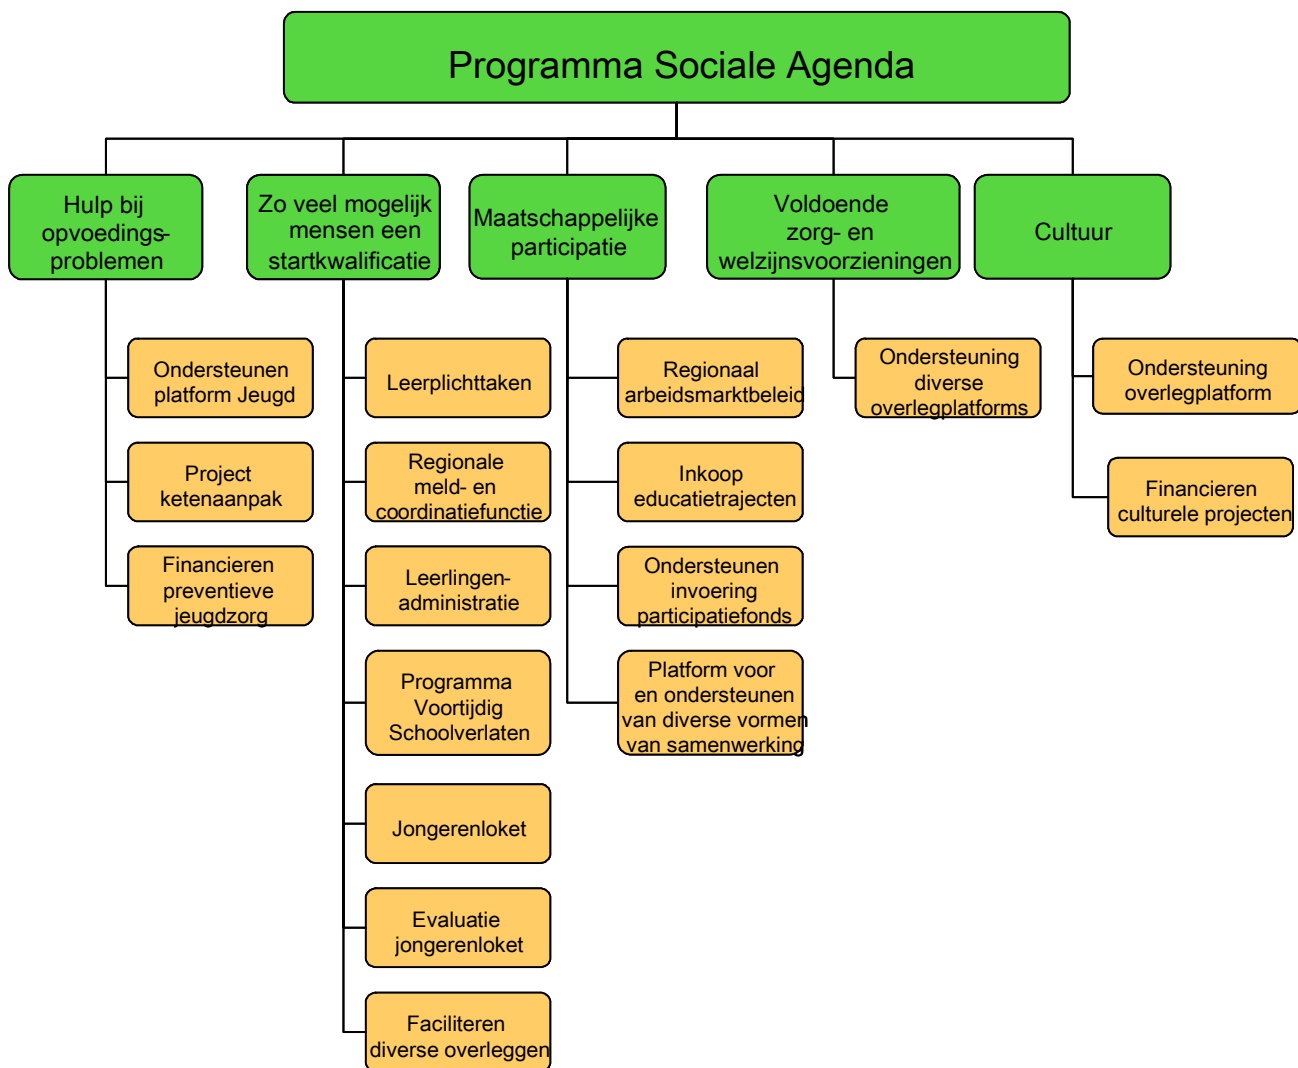 Programma Sociale Agenda
Hulp bij
opvoedings-
problemen
Zo veel mogelijk
mensen een
startkwalificatie
Maatschappelijke
participatie
Voldoende
zorg- en
welzijnsvoorzieningen
Cultuur
Ondersteunen
platform Jeugd
Project
ketenaanpak
Financieren
preventieve
jeugdzorg
Leerplichttaken
Regionale
meld- en
coordinatiefunctie
Leerlingen-
administratie
Programma
Voortijdig
Schoolverlaten
Jongerenloket
Evaluatie
jongerenloket
Faciliteren
diverse overleggen
Regionaal
arbeidsmarktbeleid
Inkoop
educatietrajecten
Ondersteunen
invoering
participatiefonds
Platform voor
en ondersteunen
van diverse vormen
van samenwerking
Ondersteuning
diverse
overlegplatforms
Ondersteuning
overlegplatform
Financieren
culturele projecten